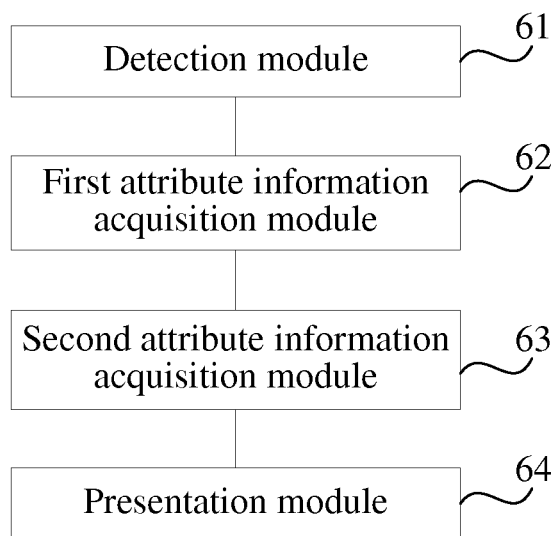 61
Detection module
62
First attribute information
acquisition module
63
Second attribute information
acquisition module
64
Presentation module